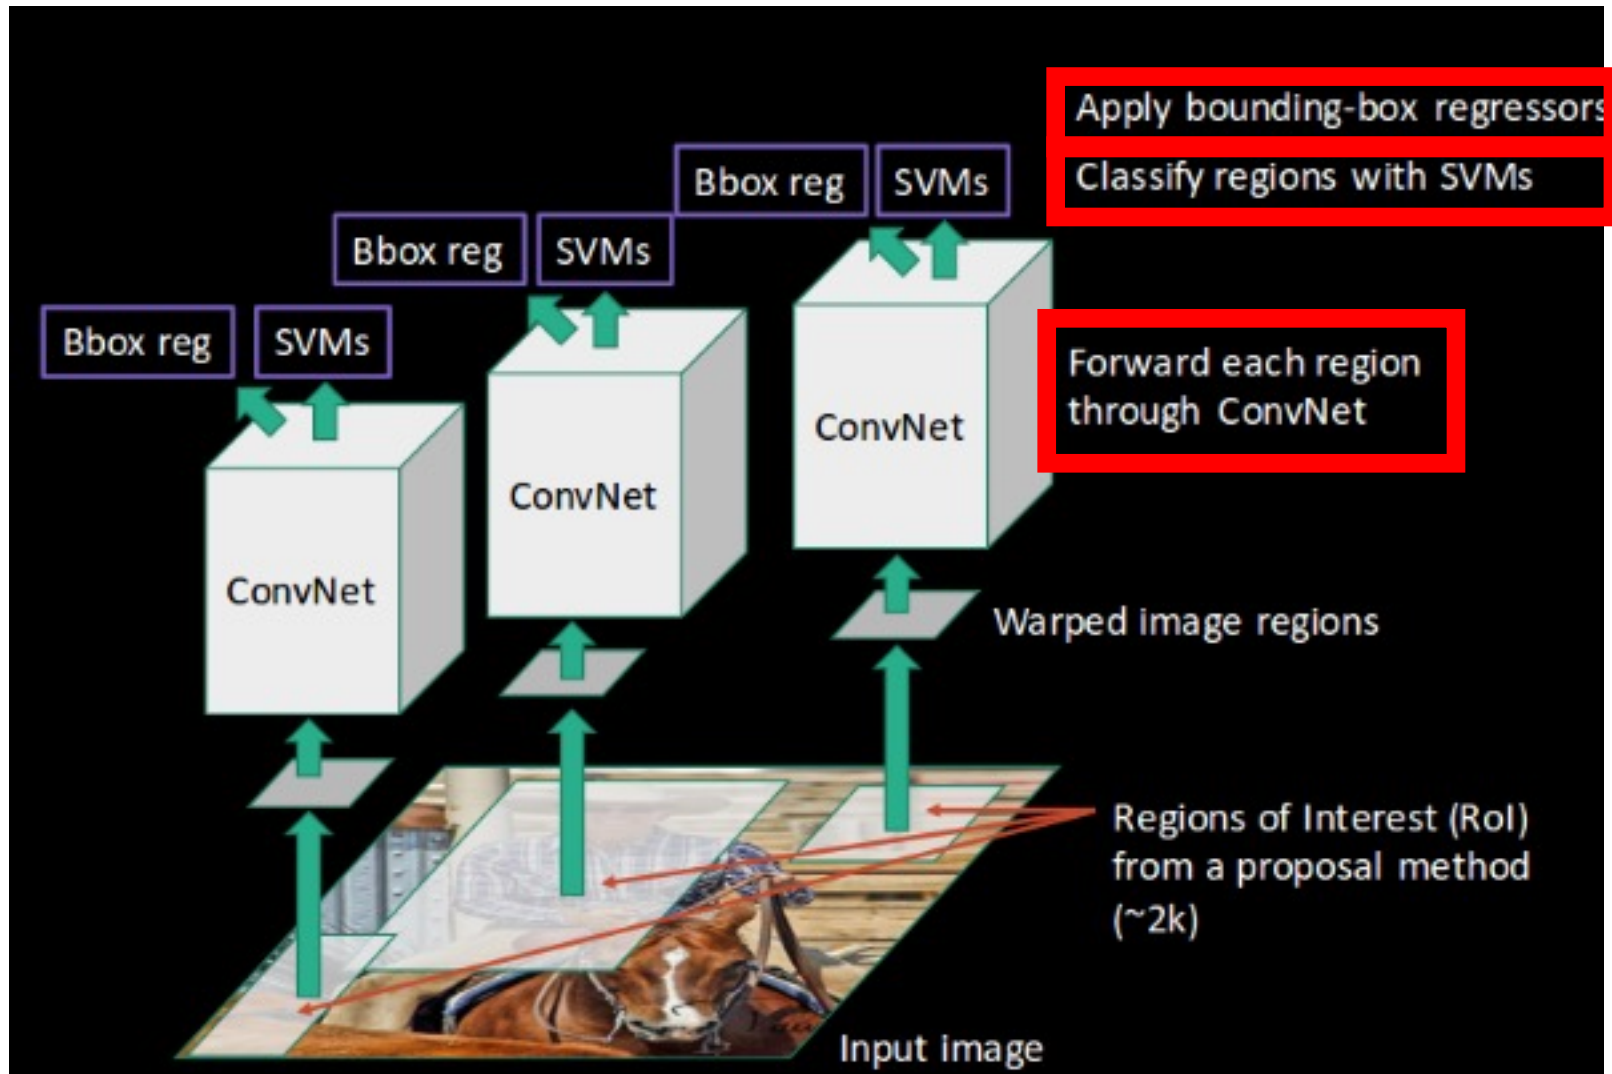 Apply bounding-box regressors
Classify regions with SVMs
Bbox reg
SVMs
Bbox reg
SVMs
Bbox reg
SVMs
Forward each region
through ConvNet
ConvNet
ConvNet
ConvNet
Warped image regions
Regions of Interest (RoI)
from a proposal method
(~2k)
Input image